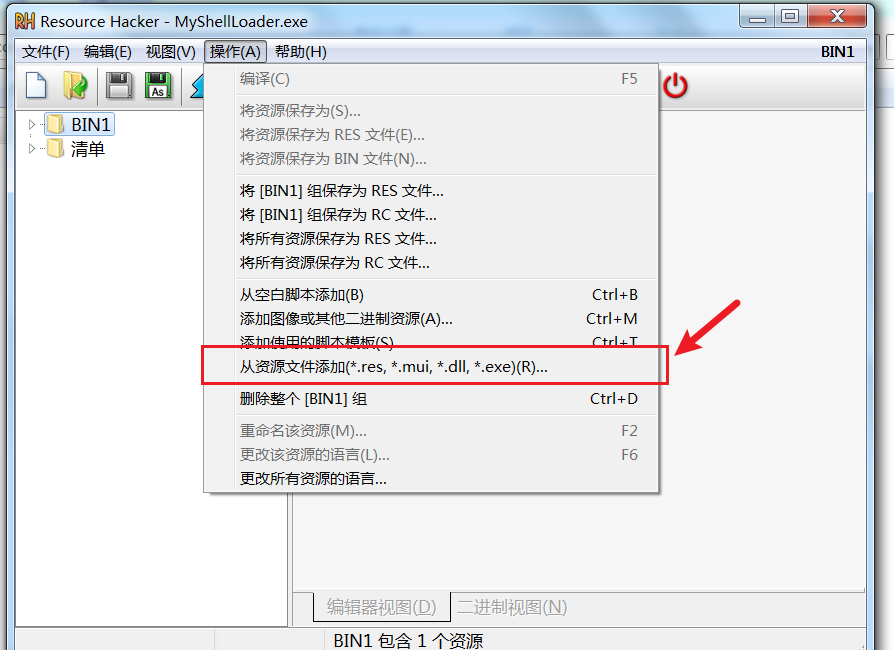 Resource Hacker - MyShellLoader.exe
文件(F) 编辑(E) 视图(V) 操作(A) 帮助(H) BIN1
As
BIN1
清单
编译(C) F5
将资源保存为(S)...
将资源保存为 RES 文件(E)...
将资源保存为 BIN 文件(N)...
将 [BIN1] 组保存为 RES 文件...
将 [BIN1] 组保存为 RC 文件...
将所有资源保存为 RES 文件...
将所有资源保存为 RC 文件...
从空白脚本添加(B) Ctrl+B
添加图像或其他二进制资源(A)... Ctrl+M
添加使用的脚本模板(S) Ctrl+T
从资源文件添加(*.res, *.mui, *.dll, *.exe)(R)...
删除整个 [BIN1] 组 Ctrl+D
重命名该资源(M)... F2
更改该资源的语言(L)... F6
更改所有资源的语言...
编辑器视图(D) 二进制视图(N)
BIN1 包含 1 个资源